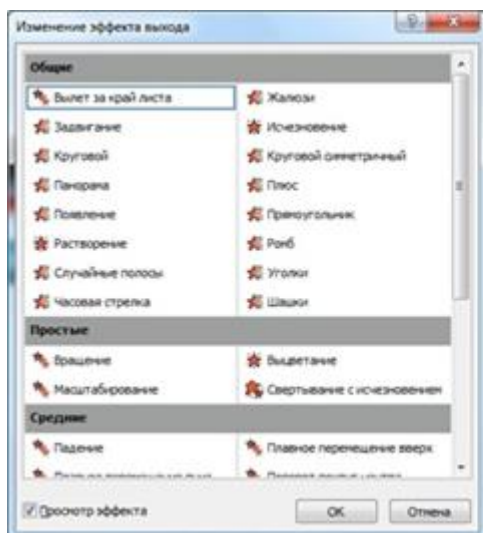 Изменение эффекта выхода
Общие
Вылет за край листа Жалюзи
Задвигание Исчезновение
Круговой Круговой симметричный
Панорама Плюс
Появление Прямоугольник
Растворение Ромб
Случайные полосы Уголки
Часовая стрелка Шашки
Простые
Вращение Выцветание
Масштабирование Свертывание с исчезновением
Средние
Падение Плавное перемещение вверх
Просмотр эффекта ОК Отмена